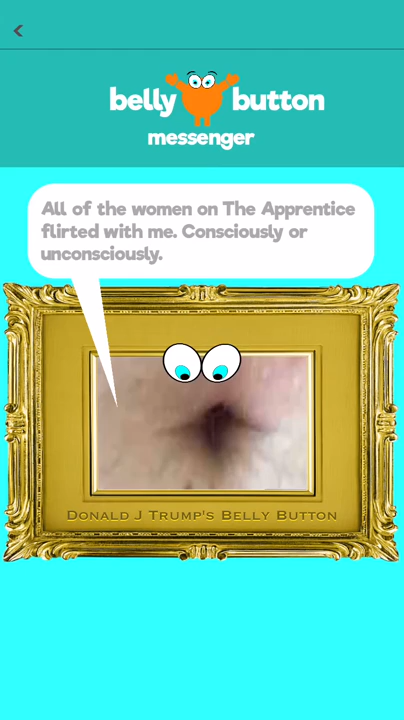 belly button
messenger
All of the women on The Apprentice
flirted with me. Consciously or
unconsciously.
Donald J Trump's Belly Button